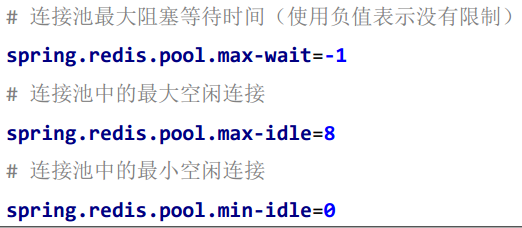 # 连接池最大阻塞等待时间（使用负值表示没有限制）
spring.redis.pool.max-wait=-1
# 连接池中的最大空闲连接
spring.redis.pool.max-idle=8
# 连接池中的最小空闲连接
spring.redis.pool.min-idle=0